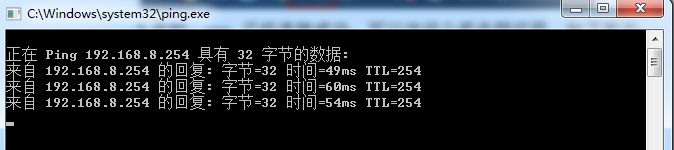 C:\Windows\system32\ping.exe
正在 Ping 192.168.8.254 具有 32 字节的数据:
来自 192.168.8.254 的回复: 字节=32 时间=49ms TTL=254
来自 192.168.8.254 的回复: 字节=32 时间=60ms TTL=254
来自 192.168.8.254 的回复: 字节=32 时间=54ms TTL=254